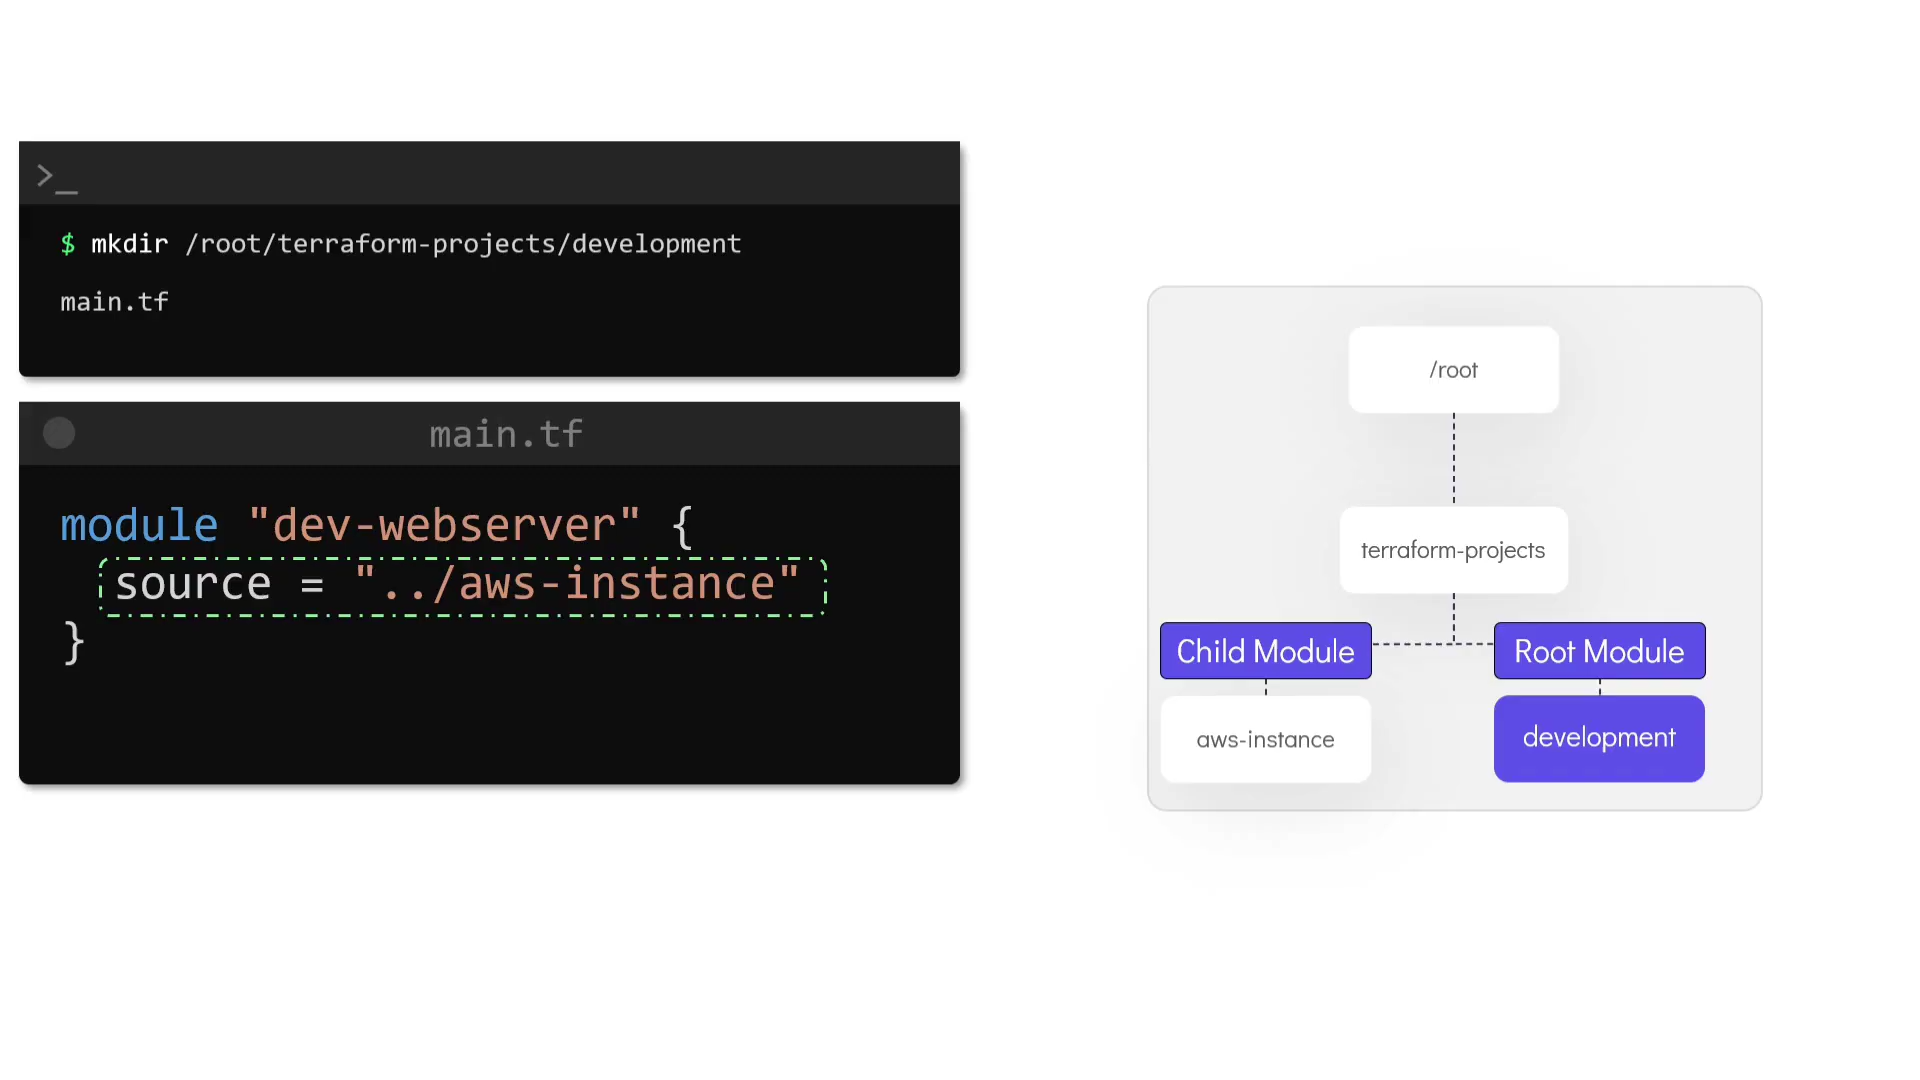 >_
$ mkdir /root/terraform-projects/development
main.tf
main.tf
module "dev-webserver" {
source = "../aws-instance"
}
/root
terraform-projects
Child Module
Root Module
aws-instance
development